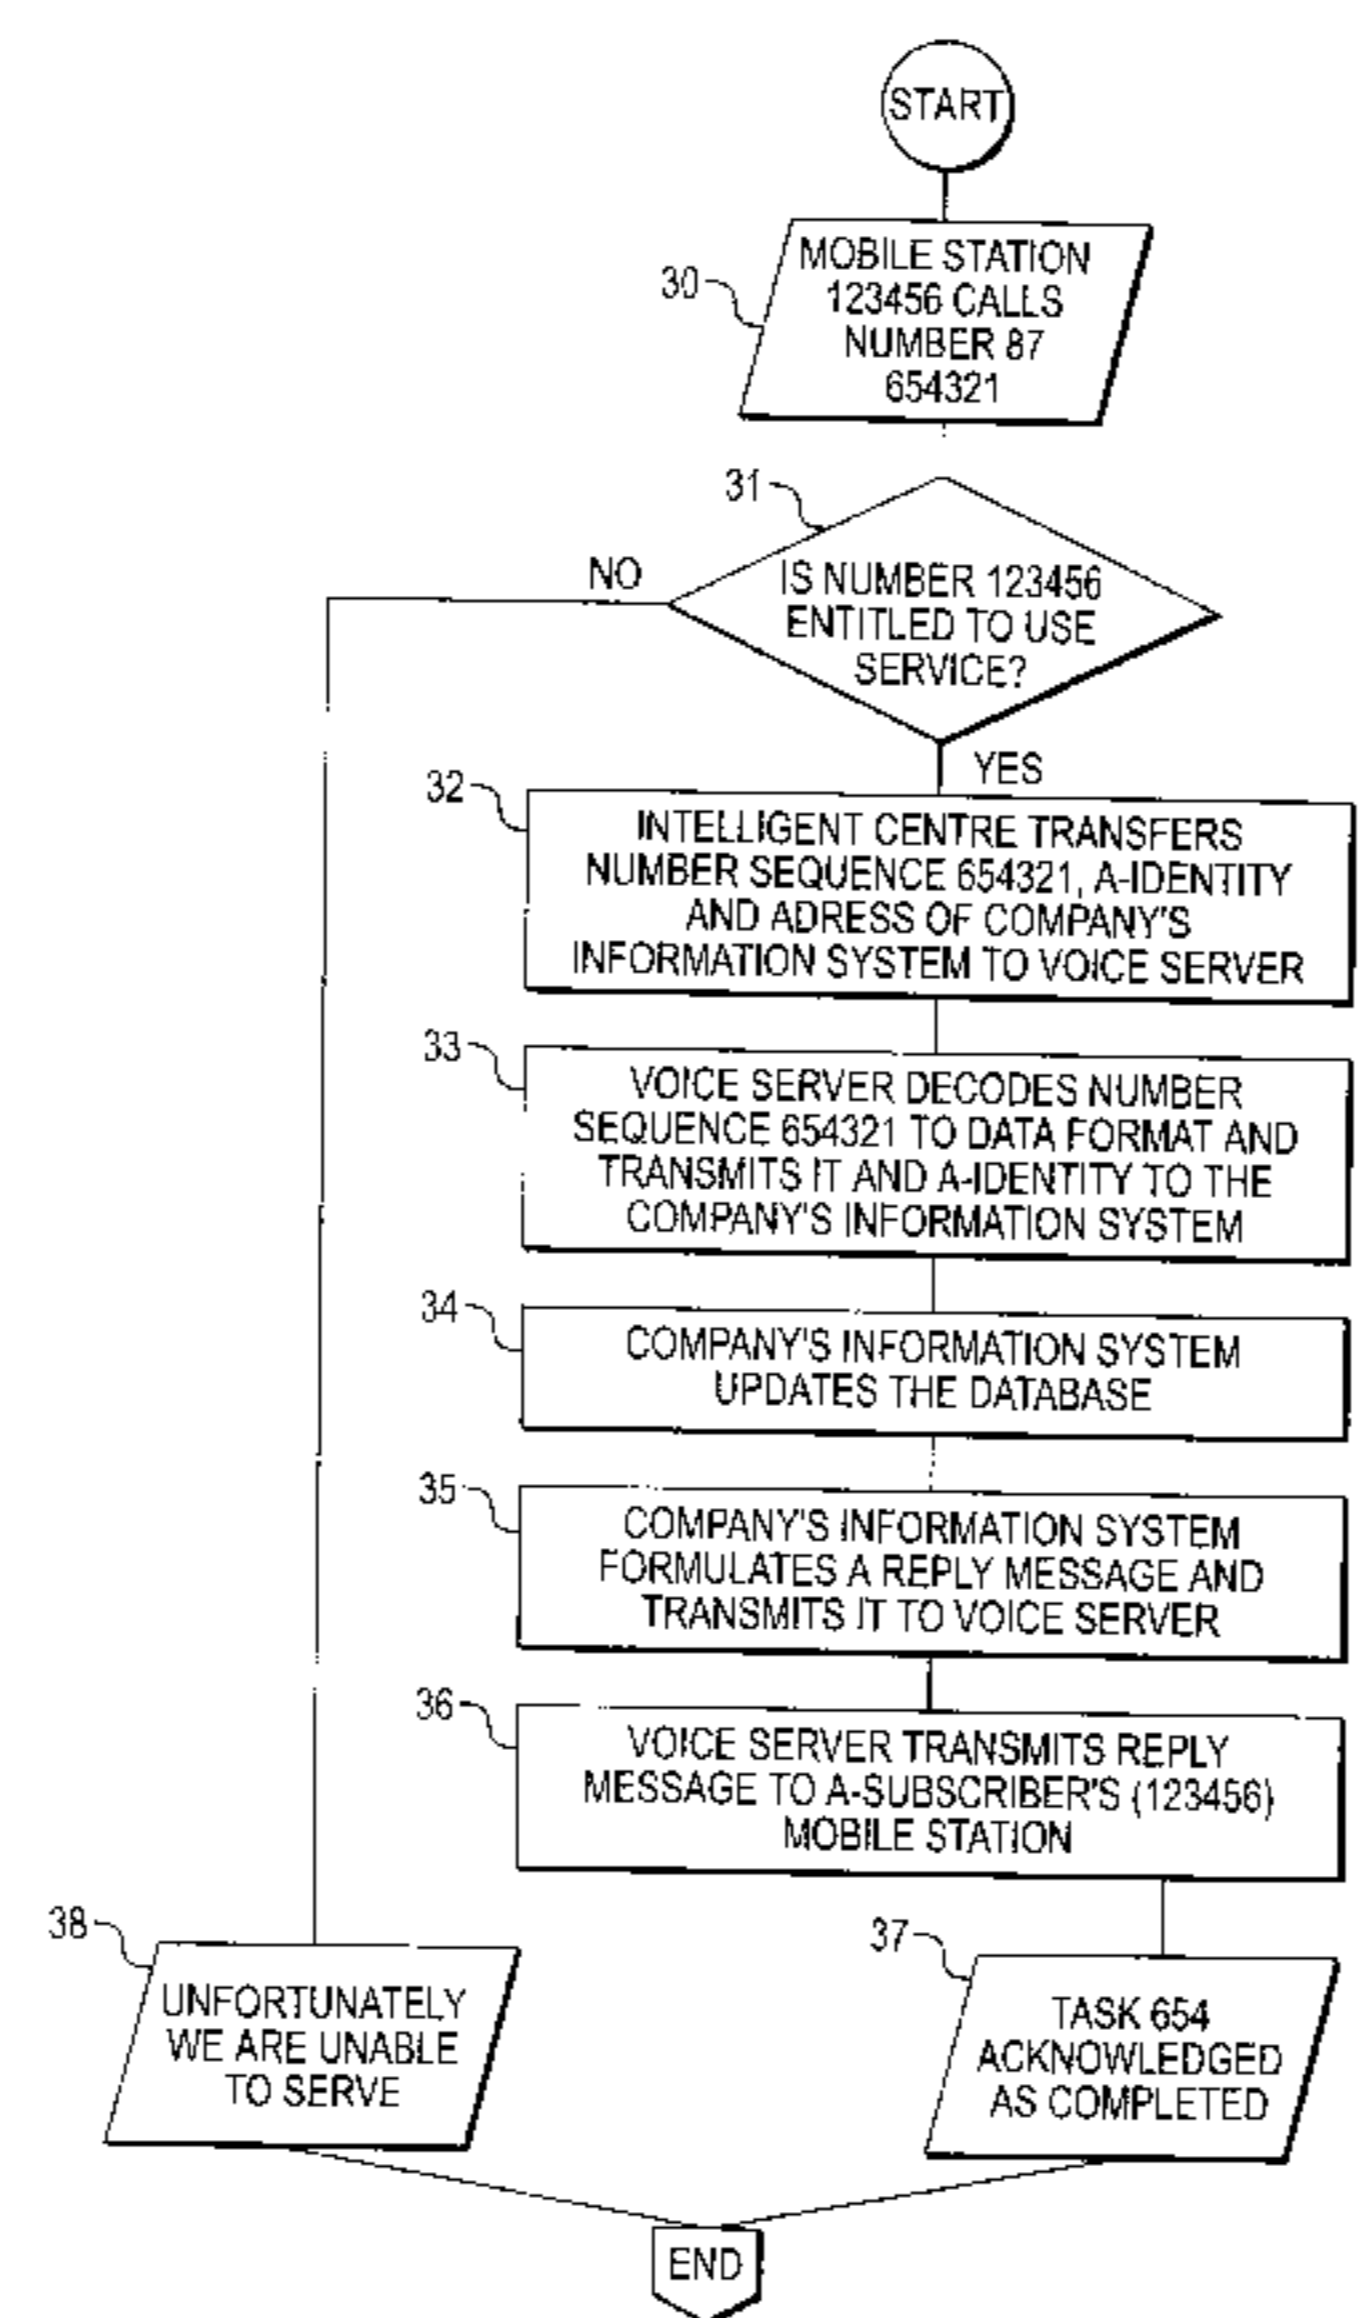 START
30
MOBILE STATION
123456 CALLS
NUMBER 87
654321
31
NO
IS NUMBER 123456
ENTITLED TO USE
SERVICE?
YES
32
INTELLIGENT CENTRE TRANSFERS
NUMBER SEQUENCE 654321, A-IDENTITY
AND ADRESS OF COMPANY'S
INFORMATION SYSTEM TO VOICE SERVER
33
VOICE SERVER DECODES NUMBER
SEQUENCE 654321 TO DATA FORMAT AND
TRANSMITS IT AND A-IDENTITY TO THE
COMPANY'S INFORMATION SYSTEM
34
COMPANY'S INFORMATION SYSTEM
UPDATES THE DATABASE
35
COMPANY'S INFORMATION SYSTEM
FORMULATES A REPLY MESSAGE AND
TRANSMITS IT TO VOICE SERVER
36
VOICE SERVER TRANSMITS REPLY
MESSAGE TO A-SUBSCRIBER'S (123456)
MOBILE STATION
38
UNFORTUNATELY
WE ARE UNABLE
TO SERVE
37
TASK 654
ACKNOWLEDGED
AS COMPLETED
END